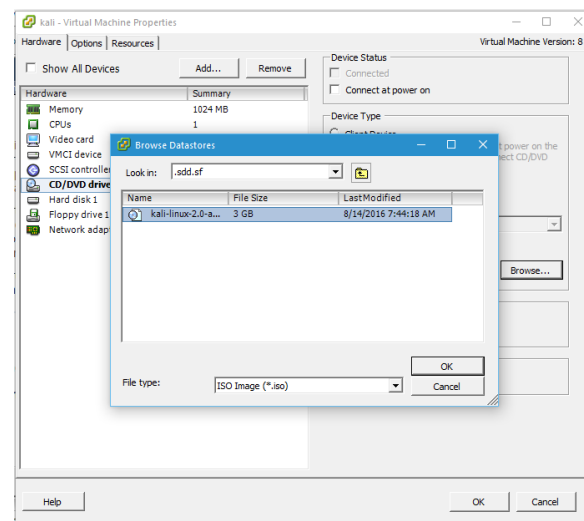 kali - Virtual Machine Properties
Hardware Options Resources
Virtual Machine Version: 8
Show All Devices
Add...
Remove
Hardware
Summary
Memory
1024 MB
CPUs
1
Video card
VMCI device
SCSI controller
CD/DVD drive
Hard disk 1
Floppy drive 1
Network adap
Device Status
Connected
Connect at power on
Device Type
t power on the
ect CD/DVD
Browse...
Browse Datastores
Look in:
.sdd.sf
Name
File Size
LastModified
kali-linux-2.0-a...
3 GB
8/14/2016 7:44:18 AM
OK
File type:
ISO Image (*.iso)
Cancel
Help
OK
Cancel